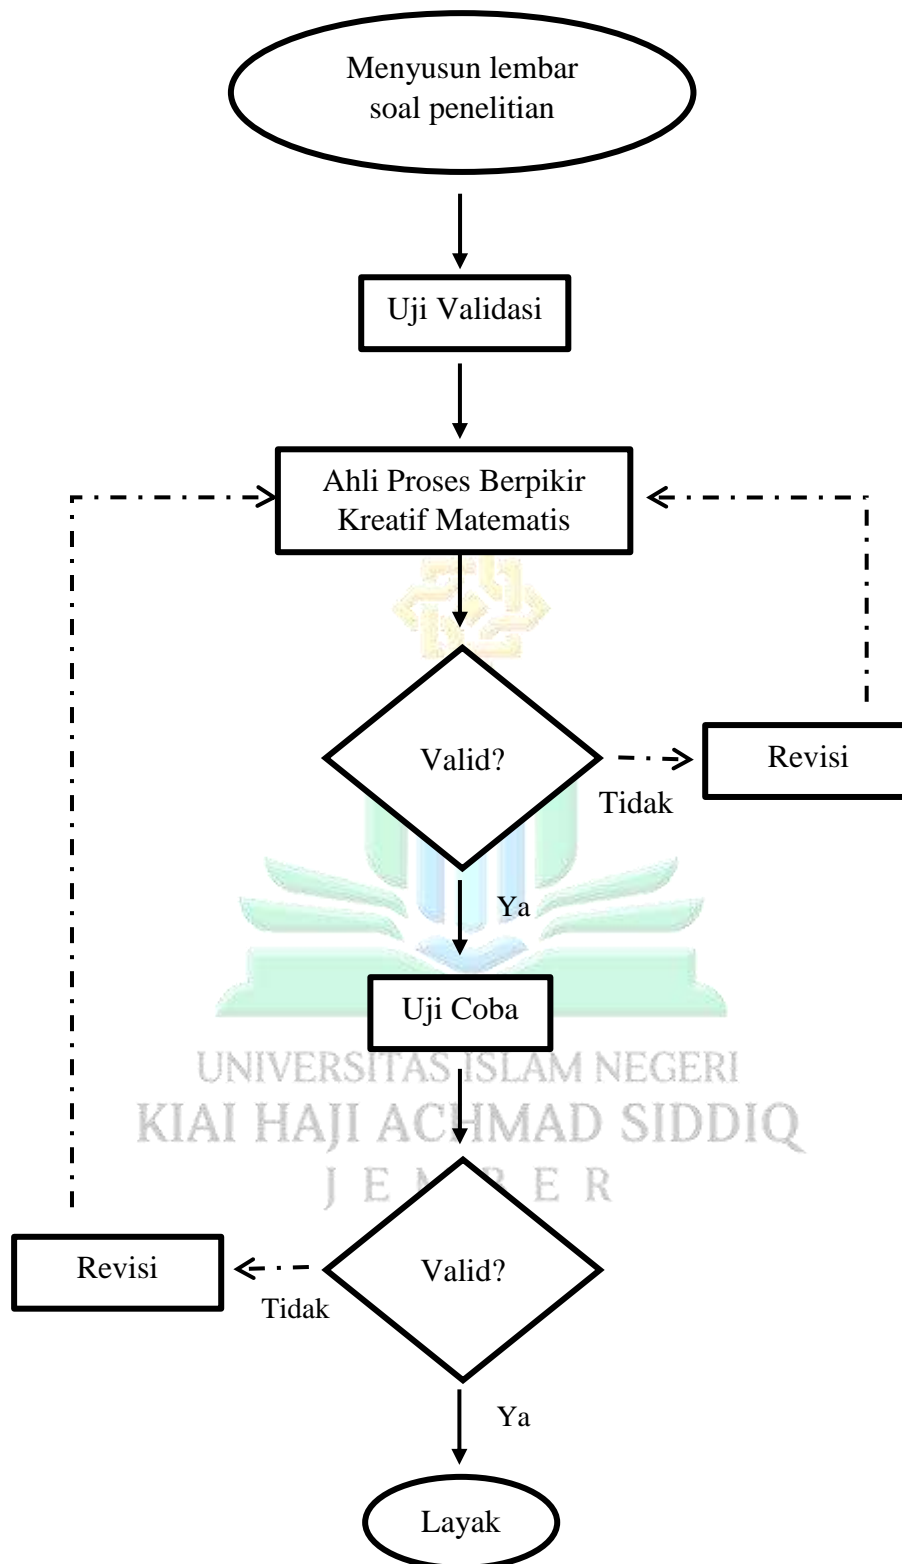 Menyusun lembar
soal penelitian
Uji Validasi
Ahli Proses Berpikir
Kreatif Matematis
Valid?
Revisi
Tidak
Ya
Uji Coba
UNIVERSITAS ISLAM NEGERI
KIAI HAJI ACHMAD SIDDIQ
JEMBER
Revisi
Valid?
Tidak
Ya
Layak